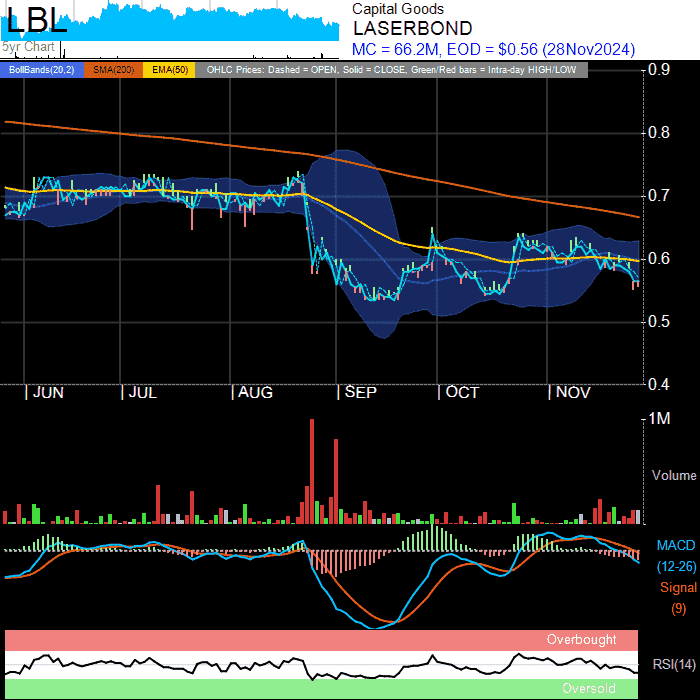 LBL
5yr Chart
Capital Goods
LASERBOND
MC = 66.2M, EOD = $0.56 (28Nov2024)
BollBands(20,2) SMA(200) EMA(50) OHLC Prices: Dashed = OPEN, Solid = CLOSE, Green/Red bars = Intra-day HIGH/LOW
0.9
0.8
0.7
0.6
0.5
0.4
JUN JUL AUG SEP OCT NOV
1M
Volume
MACD
(12-26)
Signal
(9)
Overbought
RSI(14)
Oversold